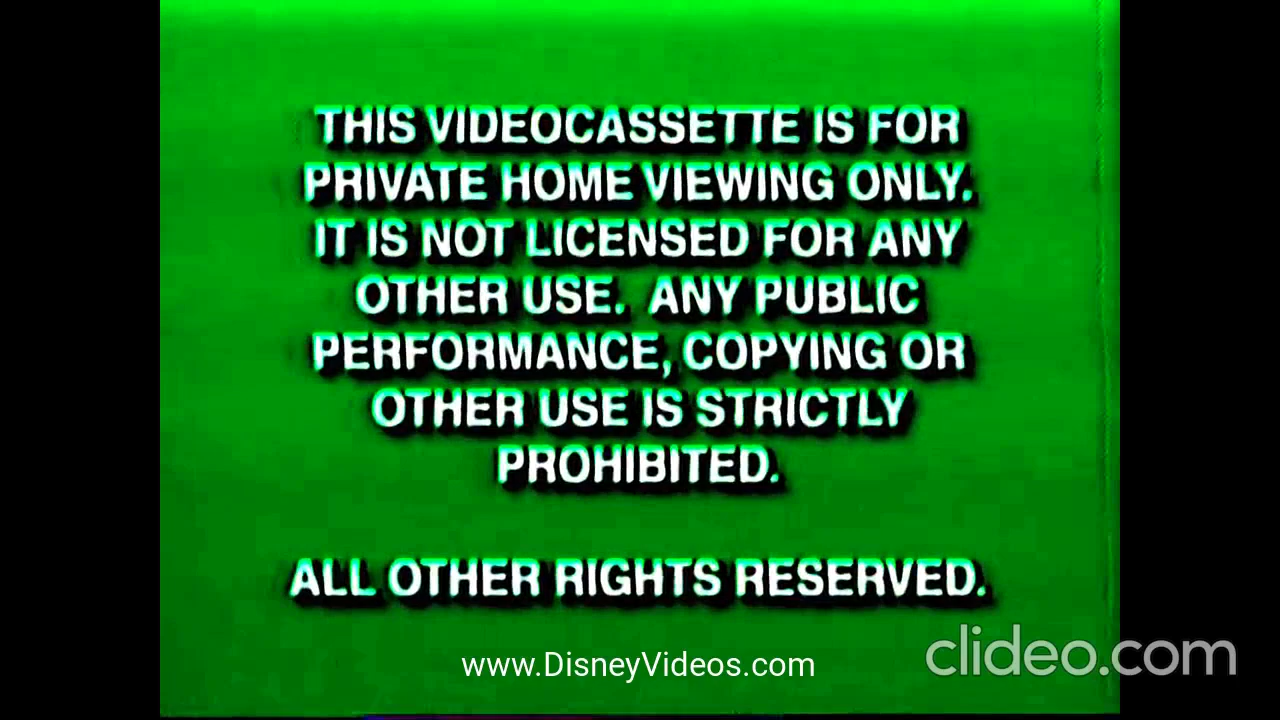 THIS VIDEOCASSETTE IS FOR
PRIVATE HOME VIEWING ONLY.
IT IS NOT LICENSED FOR ANY
OTHER USE.  ANY PUBLIC
PERFORMANCE, COPYING OR
OTHER USE IS STRICTLY
PROHIBITED.
ALL OTHER RIGHTS RESERVED.
www.DisneyVideos.com
clideo.com